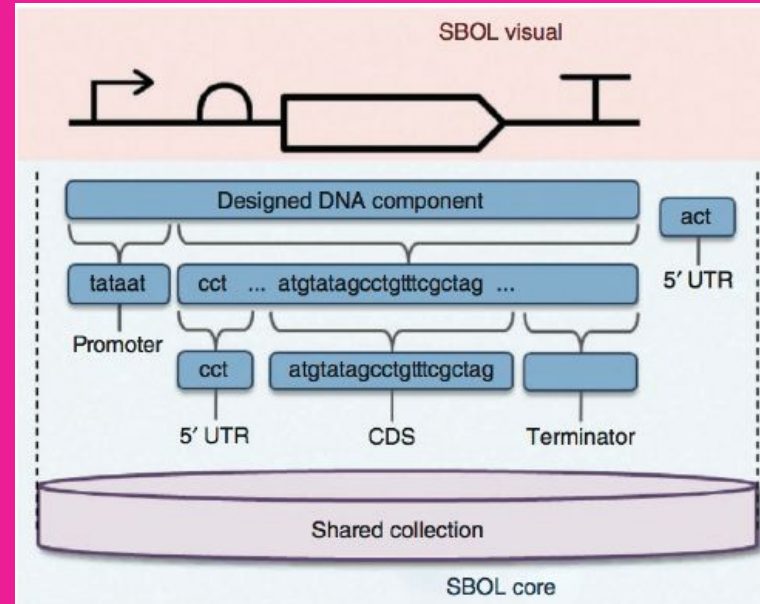 SBOL visual
Designed DNA component
act
tataat
cct ... atgtatagcctgtttcgctag ...
5′ UTR
Promoter
cct
atgtatagcctgtttcgctag
5′ UTR
CDS
Terminator
Shared collection
SBOL core